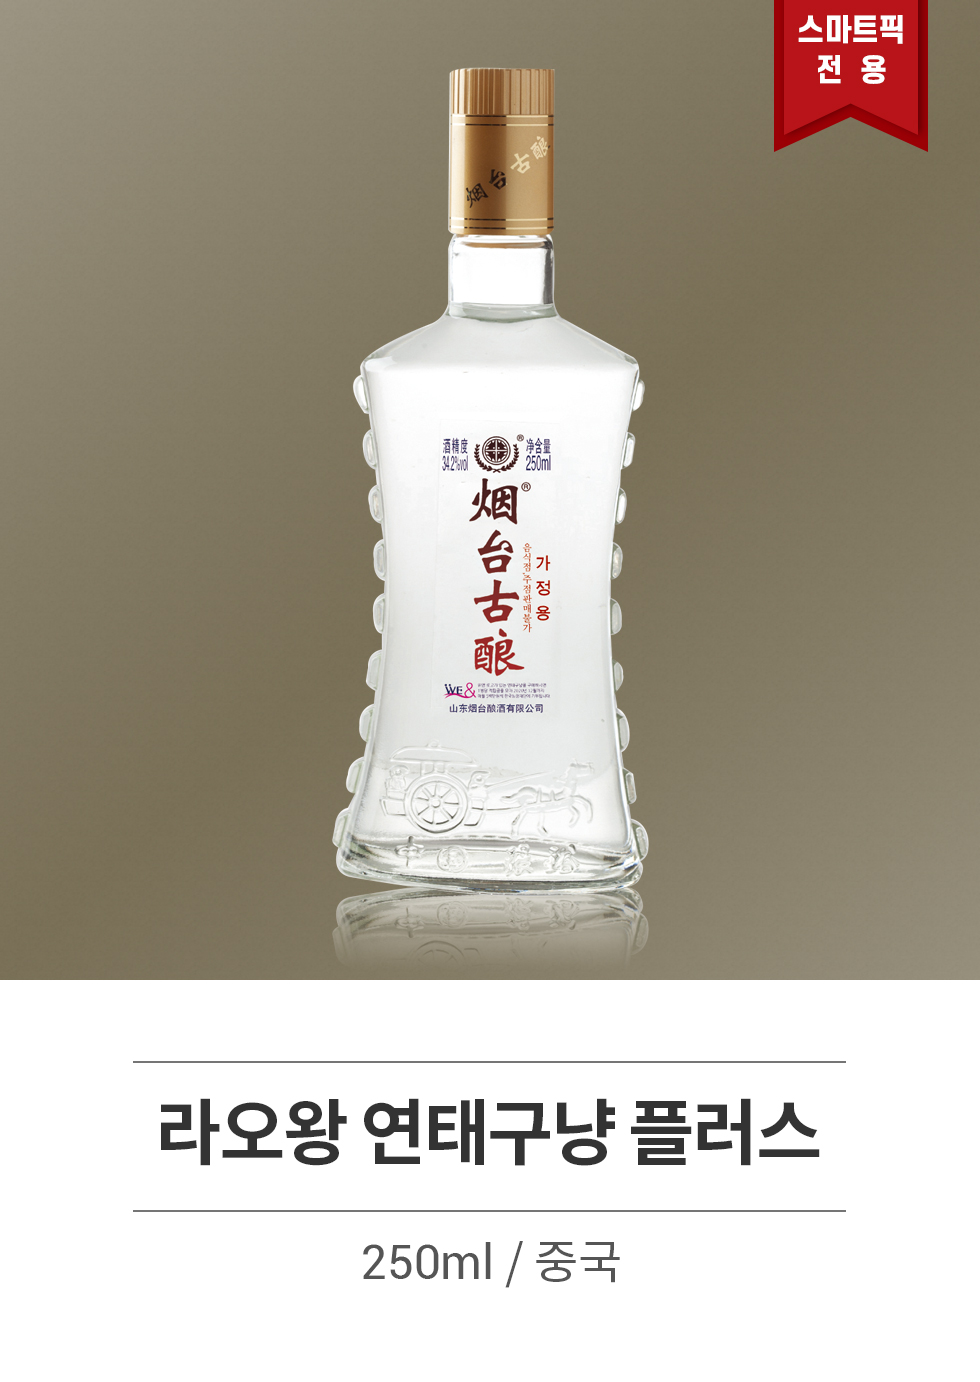 스마트픽
전 용
烟台古酿
酒精度
34.2%vol
净含量
250ml
烟台古酿
음식점,주점판매불가
가정용
WE&
山东烟台酿酒有限公司
라오왕 연태구냥 플러스
250ml / 중국